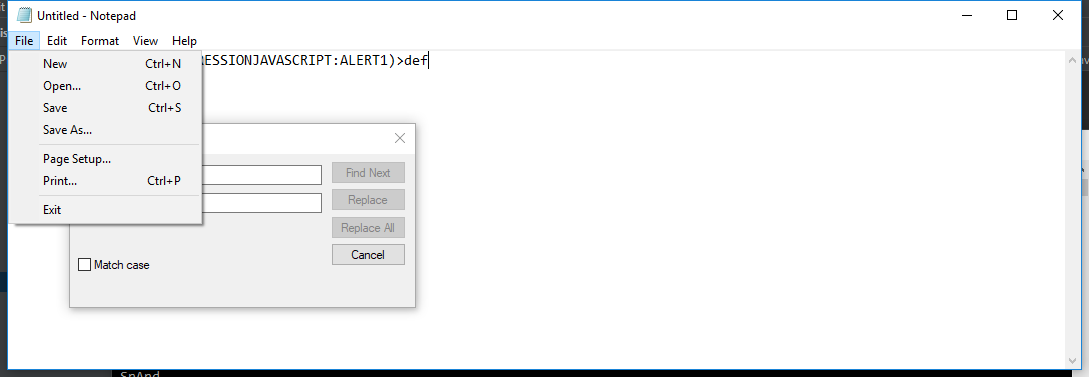 Untitled - Notepad
File Edit Format View Help
New Ctrl+N
Open... Ctrl+O
Save Ctrl+S
Save As...
Page Setup...
Print... Ctrl+P
Exit
RESSIONJAVASCRIPT:ALERT1)>def
Find Next
Replace
Replace All
Cancel
Match case